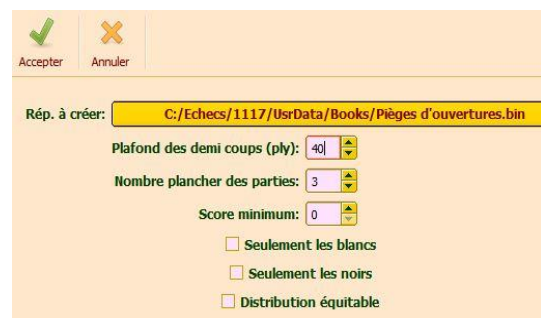 Accepter Annuler
Rép. à créer: C:/Echecs/1117/UsrData/Books/Pièges d'ouvertures.bin
Plafond des demi coups (ply): 40
Nombre plancher des parties: 3
Score minimum: 0
Seulement les blancs
Seulement les noirs
Distribution équitable